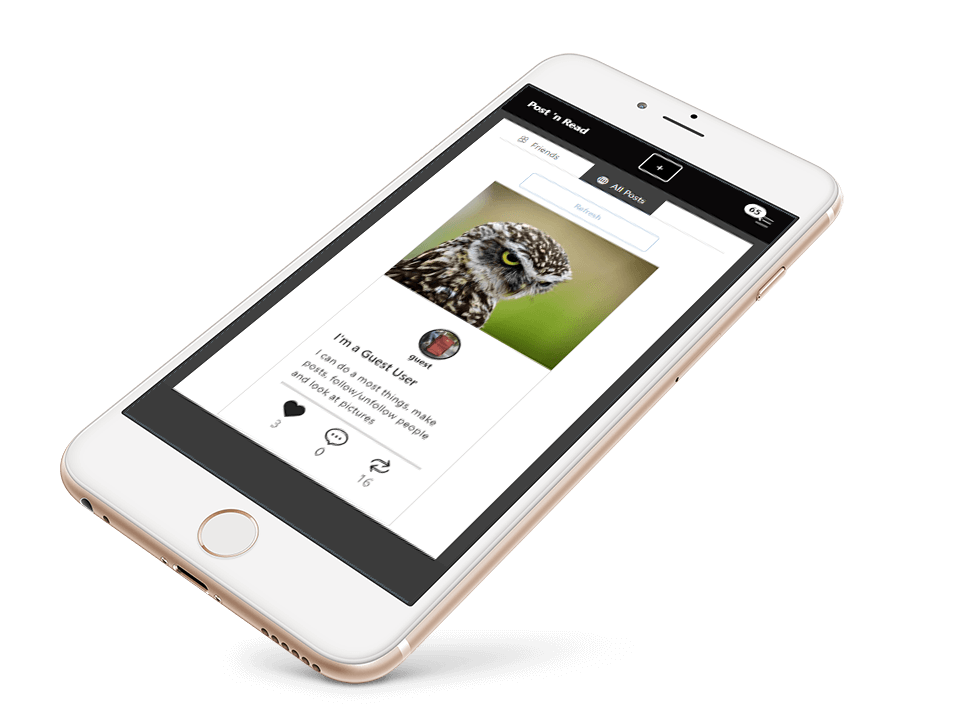 Post 'n Read
+
65
Friends
All Posts
Refresh
guest
I'm a Guest User
I can do a most things, make
posts, follow/unfollow people
and look at pictures
3
0
16